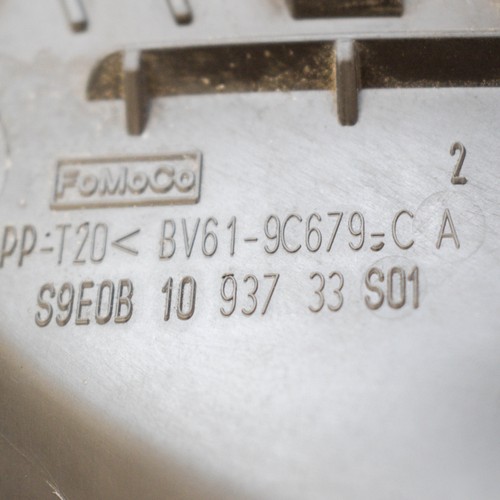 2
FoMoCo
PP-T20< BV61-9C679-C A
S9E0B 10 937 33 S01